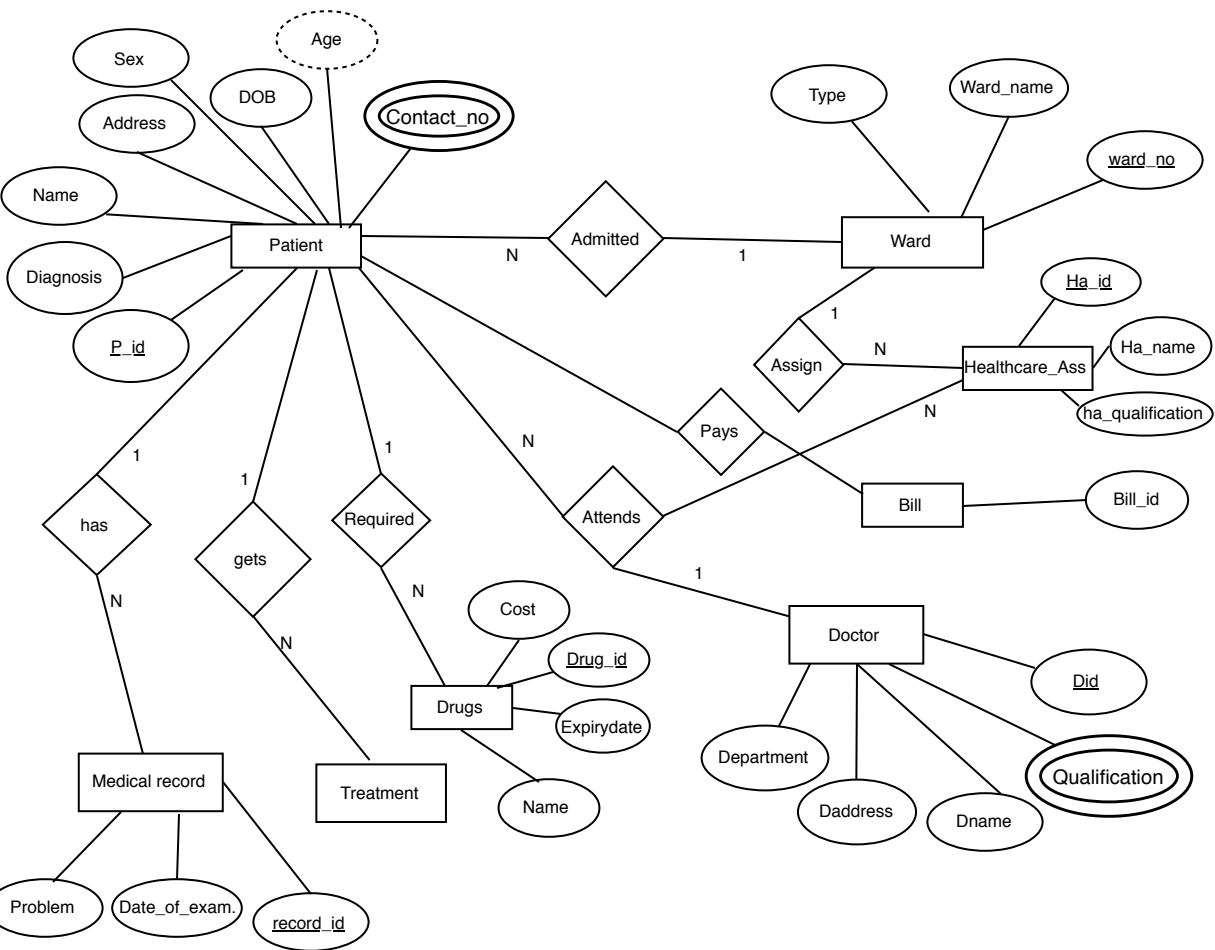 Age
Sex
DOB
Contact_no
Address
Name
Diagnosis
P_id
Patient
N
Admitted
1
Type
Ward_name
ward_no
Ward
1
Assign
N
Ha_id
Ha_name
Healthcare_Ass
ha_qualification
N
Pays
Bill
Bill_id
N
Attends
1
Doctor
Did
Qualification
Dname
Daddress
Department
1
has
N
1
gets
N
1
Required
N
Cost
Drug_id
Expirydate
Name
Drugs
Treatment
Medical record
Problem
Date_of_exam.
record_id